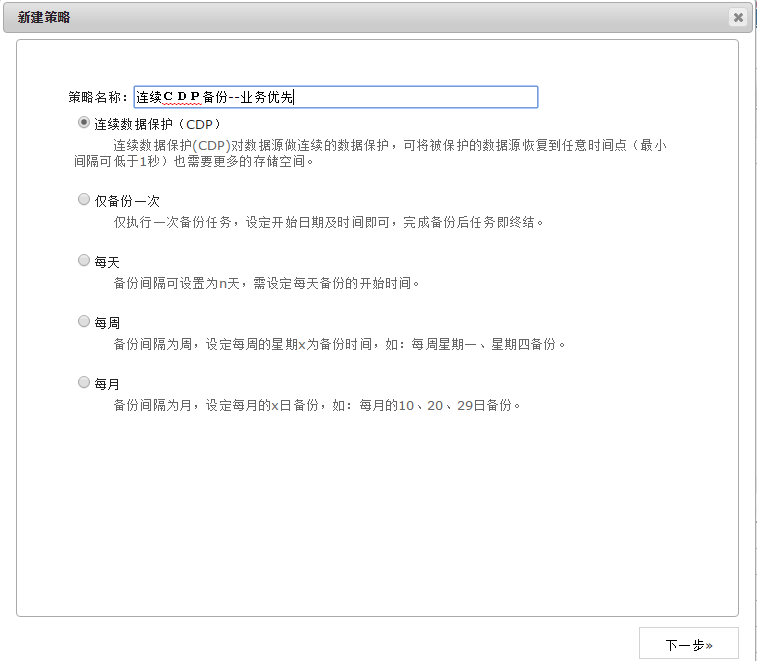 新建策略
策略名称：连续ＣＤＰ备份--业务优先
连续数据保护（CDP）
连续数据保护(CDP)对数据源做连续的数据保护，可将被保护的数据源恢复到任意时间点（最小
间隔可低于1秒）也需要更多的存储空间。
仅备份一次
仅执行一次备份任务，设定开始日期及时间即可，完成备份后任务即终结。
每天
备份间隔可设置为n天，需设定每天备份的开始时间。
每周
备份间隔为周，设定每周的星期x为备份时间，如：每周星期一、星期四备份。
每月
备份间隔为月，设定每月的x日备份，如：每月的10、20、29日备份。
下一步»